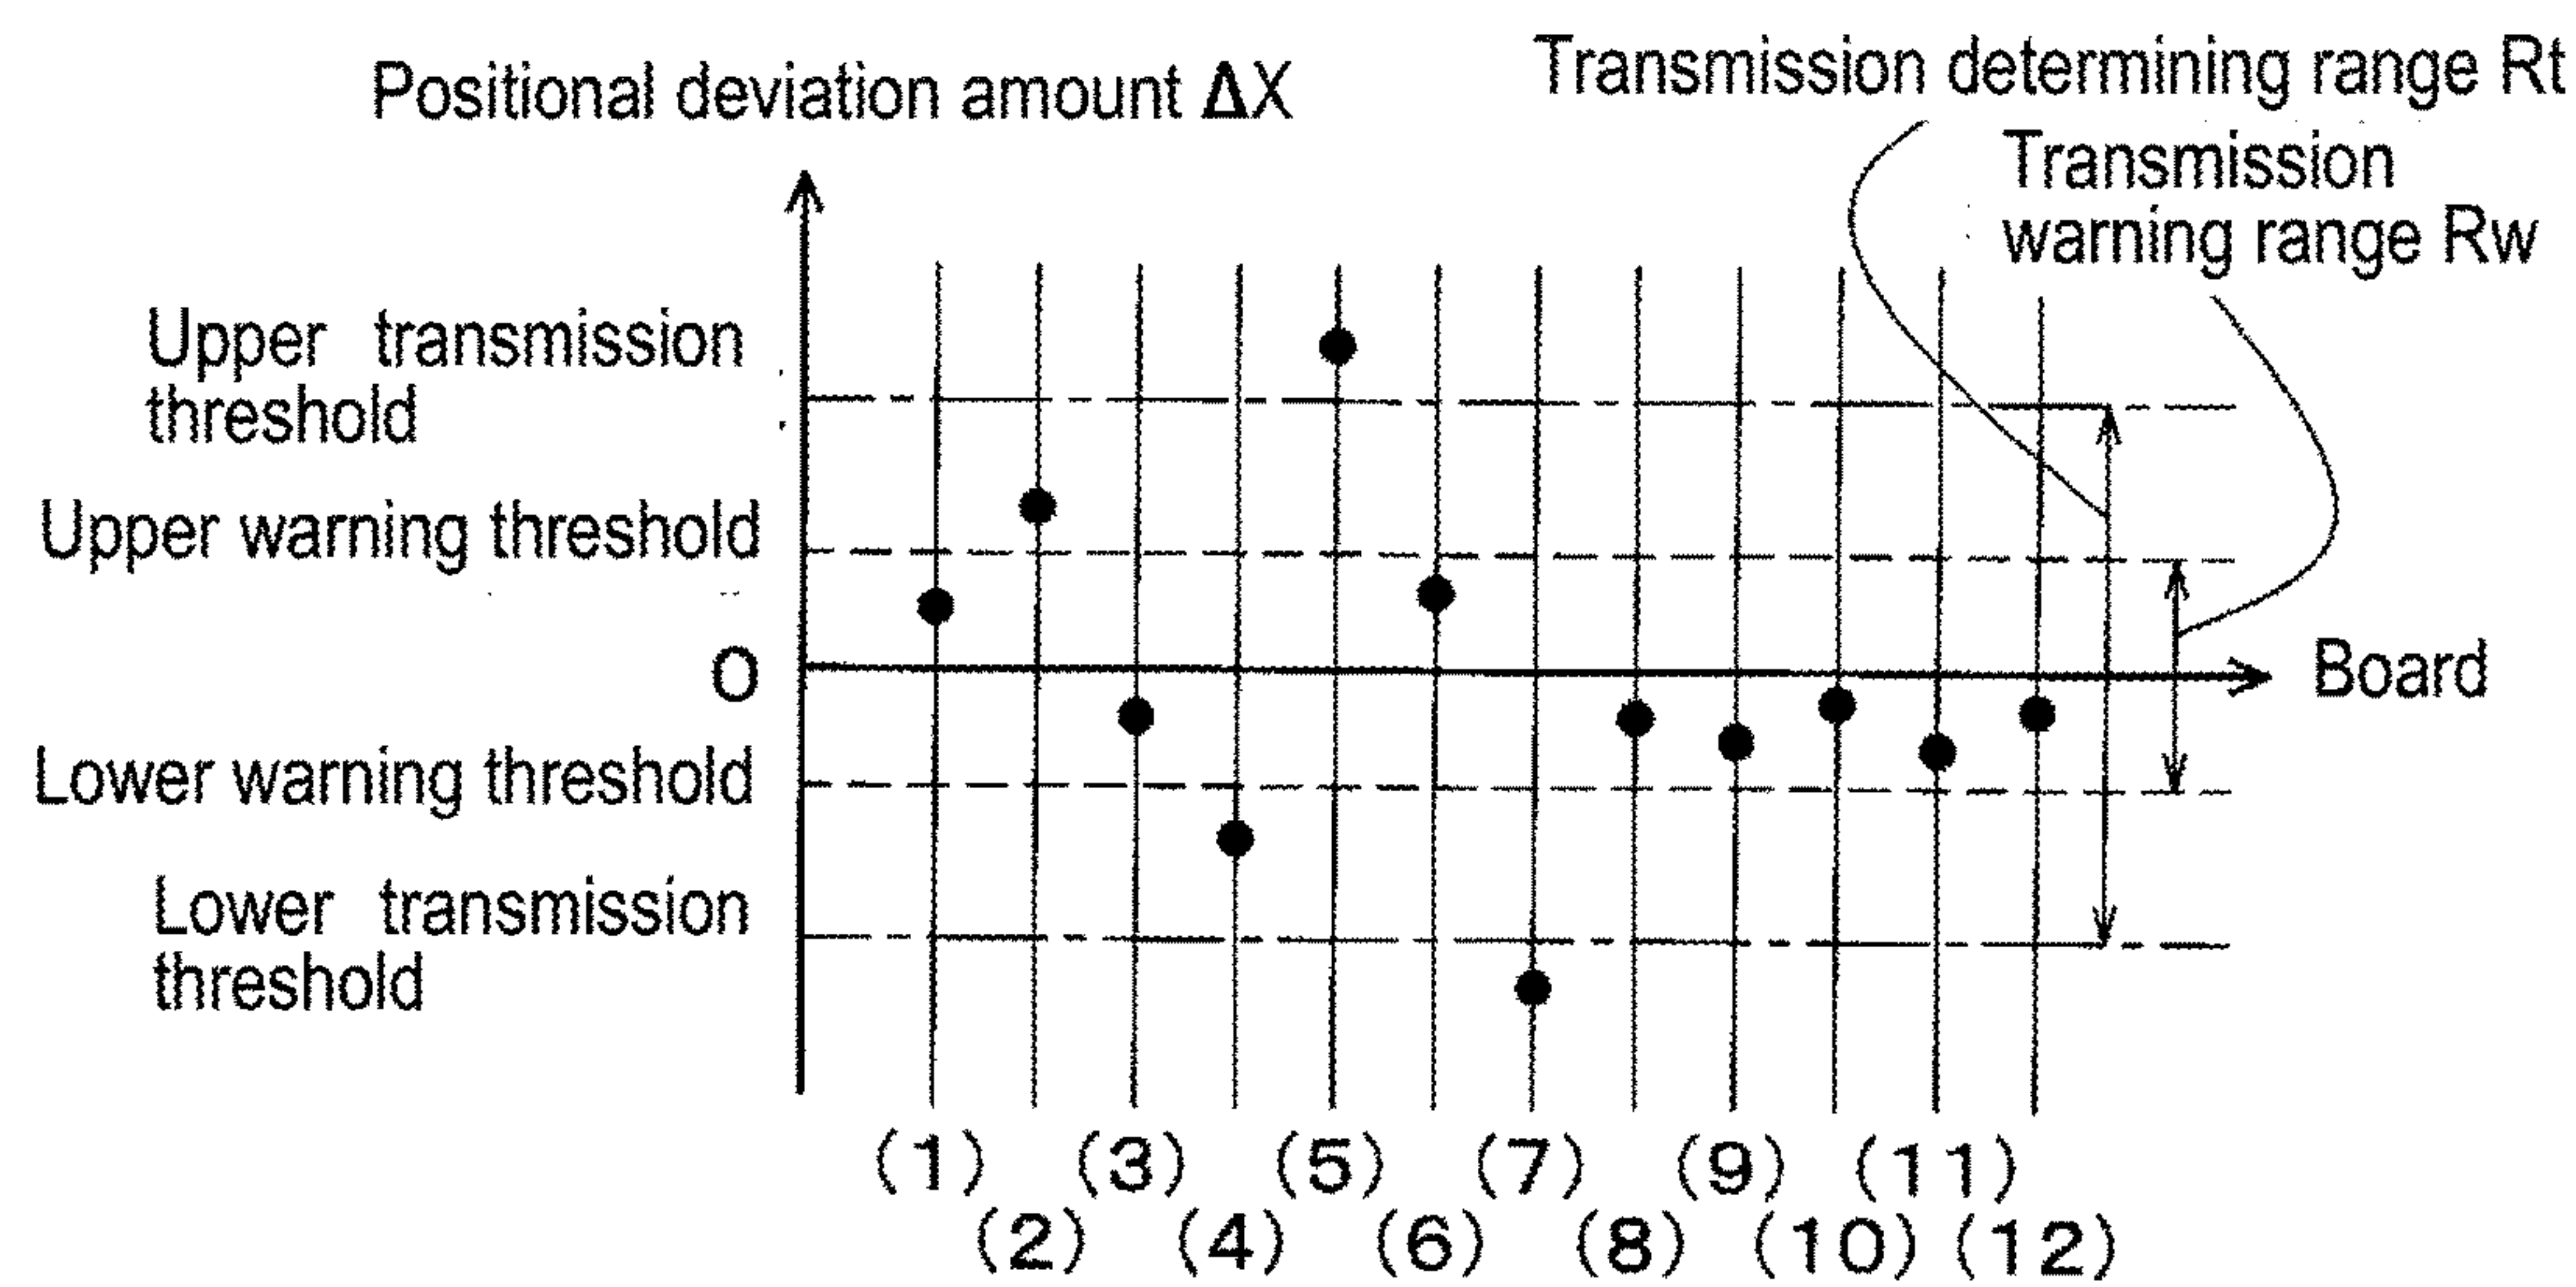 Positional deviation amount ΔX
Transmission determining range Rt
Transmission
warning range Rw
Upper transmission
threshold
Upper warning threshold
O
Board
Lower warning threshold
Lower transmission
threshold
(1) (3) (5) (7) (9) (11)
(2) (4) (6) (8) (10) (12)